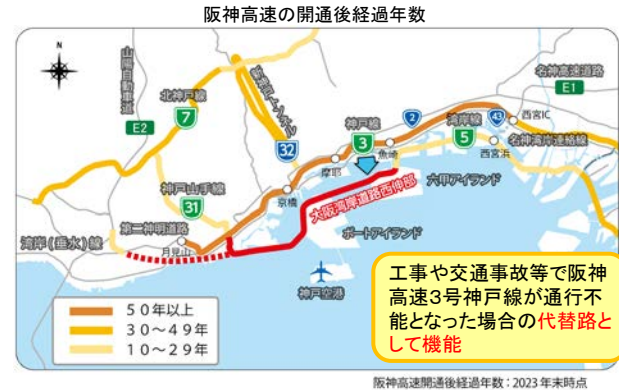 阪神高速の開通後経過年数
N
山陽自動車道
名神高速道路
E1
北神戸線
7
新神戸トンネル
E2
32
神戸線
3
2
湾岸線
5
43
西宮IC
名神湾岸連絡線
魚崎
摩耶
西宮浜
神戸山手線
31
京橋
六甲アイランド
大阪湾岸道路西伸部
第二神明道路
月見山
湾岸(垂水)線
ポートアイランド
神戸空港
50年以上
30~49年
10~29年
工事や交通事故等で阪神
高速3号神戸線が通行不
能となった場合の代替路と
して機能
阪神高速開通後経過年数:2023年末時点